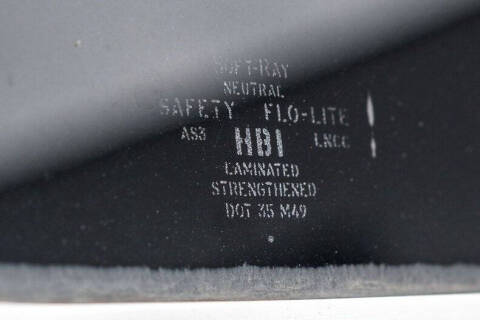 SOFT-RAY
NEUTRAL
SAFETY FLO-LITE
AS3 HBI LNCC
LAMINATED
STRENGTHENED
DOT 35 M49